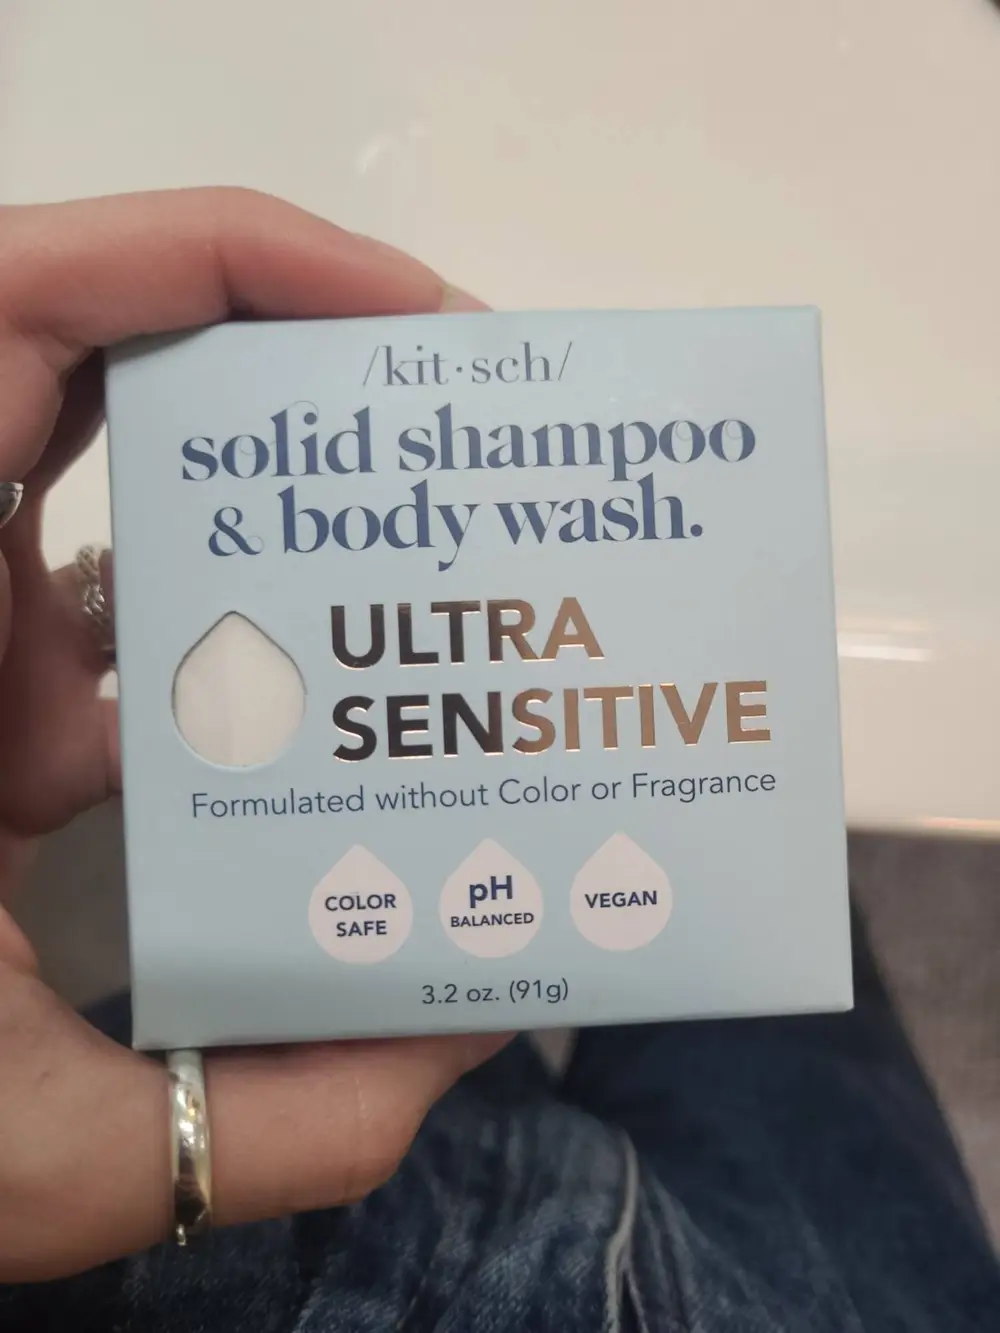 /kit·sch/
solid shampoo
& body wash.
ULTRA
SENSITIVE
Formulated without Color or Fragrance
COLOR
SAFE
pH
BALANCED
VEGAN
3.2 oz. (91g)